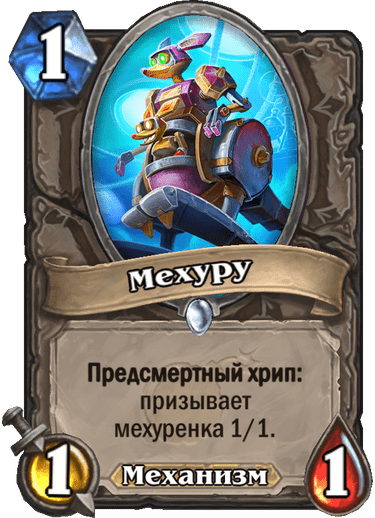 1
Мехуру
Предсмертный хрип:
призывает
мехуренка 1/1.
1
Механизм
1